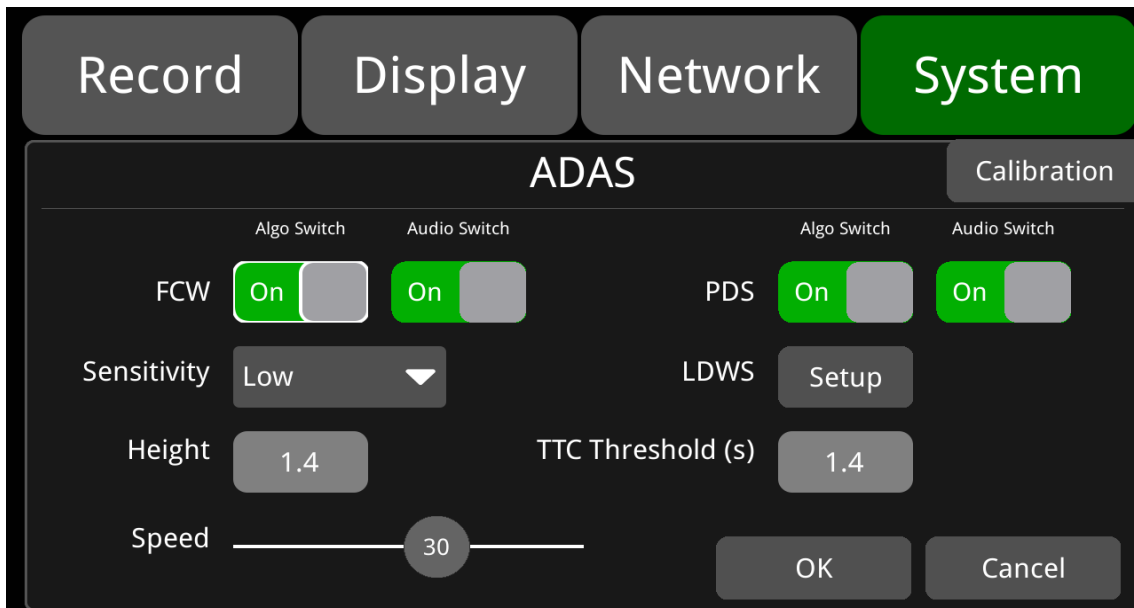 Record Display Network System
ADAS Calibration
Algo Switch Audio Switch Algo Switch Audio Switch
FCW On On PDS On On
Sensitivity Low LDWS Setup
Height 1.4 TTC Threshold (s) 1.4
Speed 30 OK Cancel